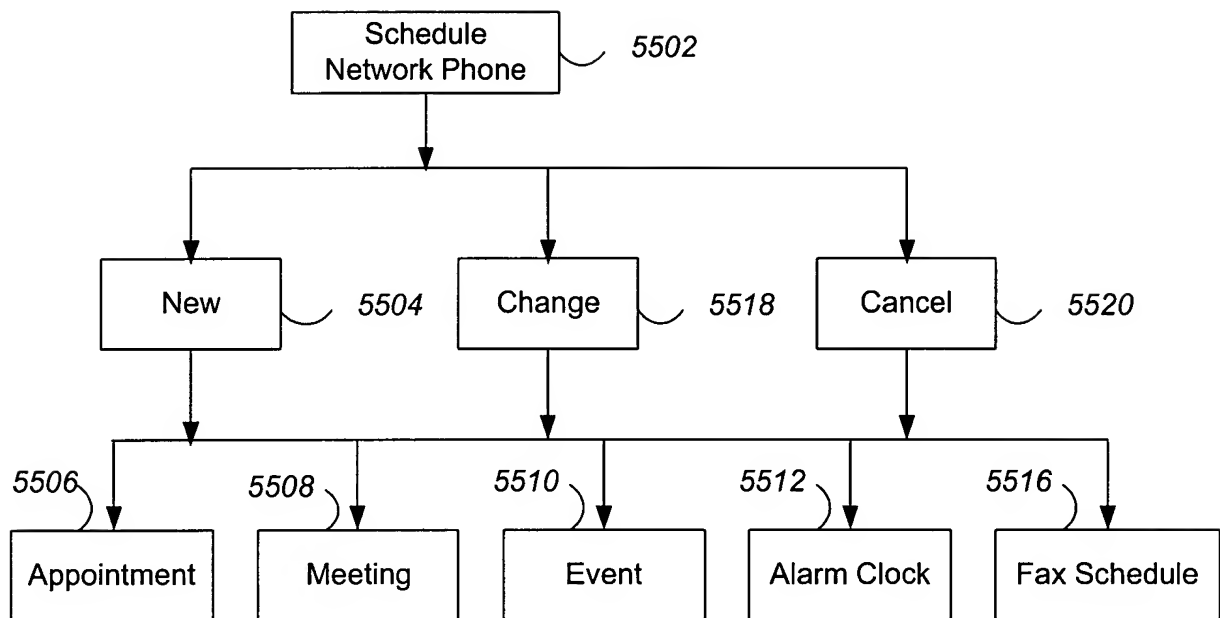 Schedule
Network Phone
5502
New
5504
Change
5518
Cancel
5520
5506
5508
5510
5512
5516
Appointment
Meeting
Event
Alarm Clock
Fax Schedule